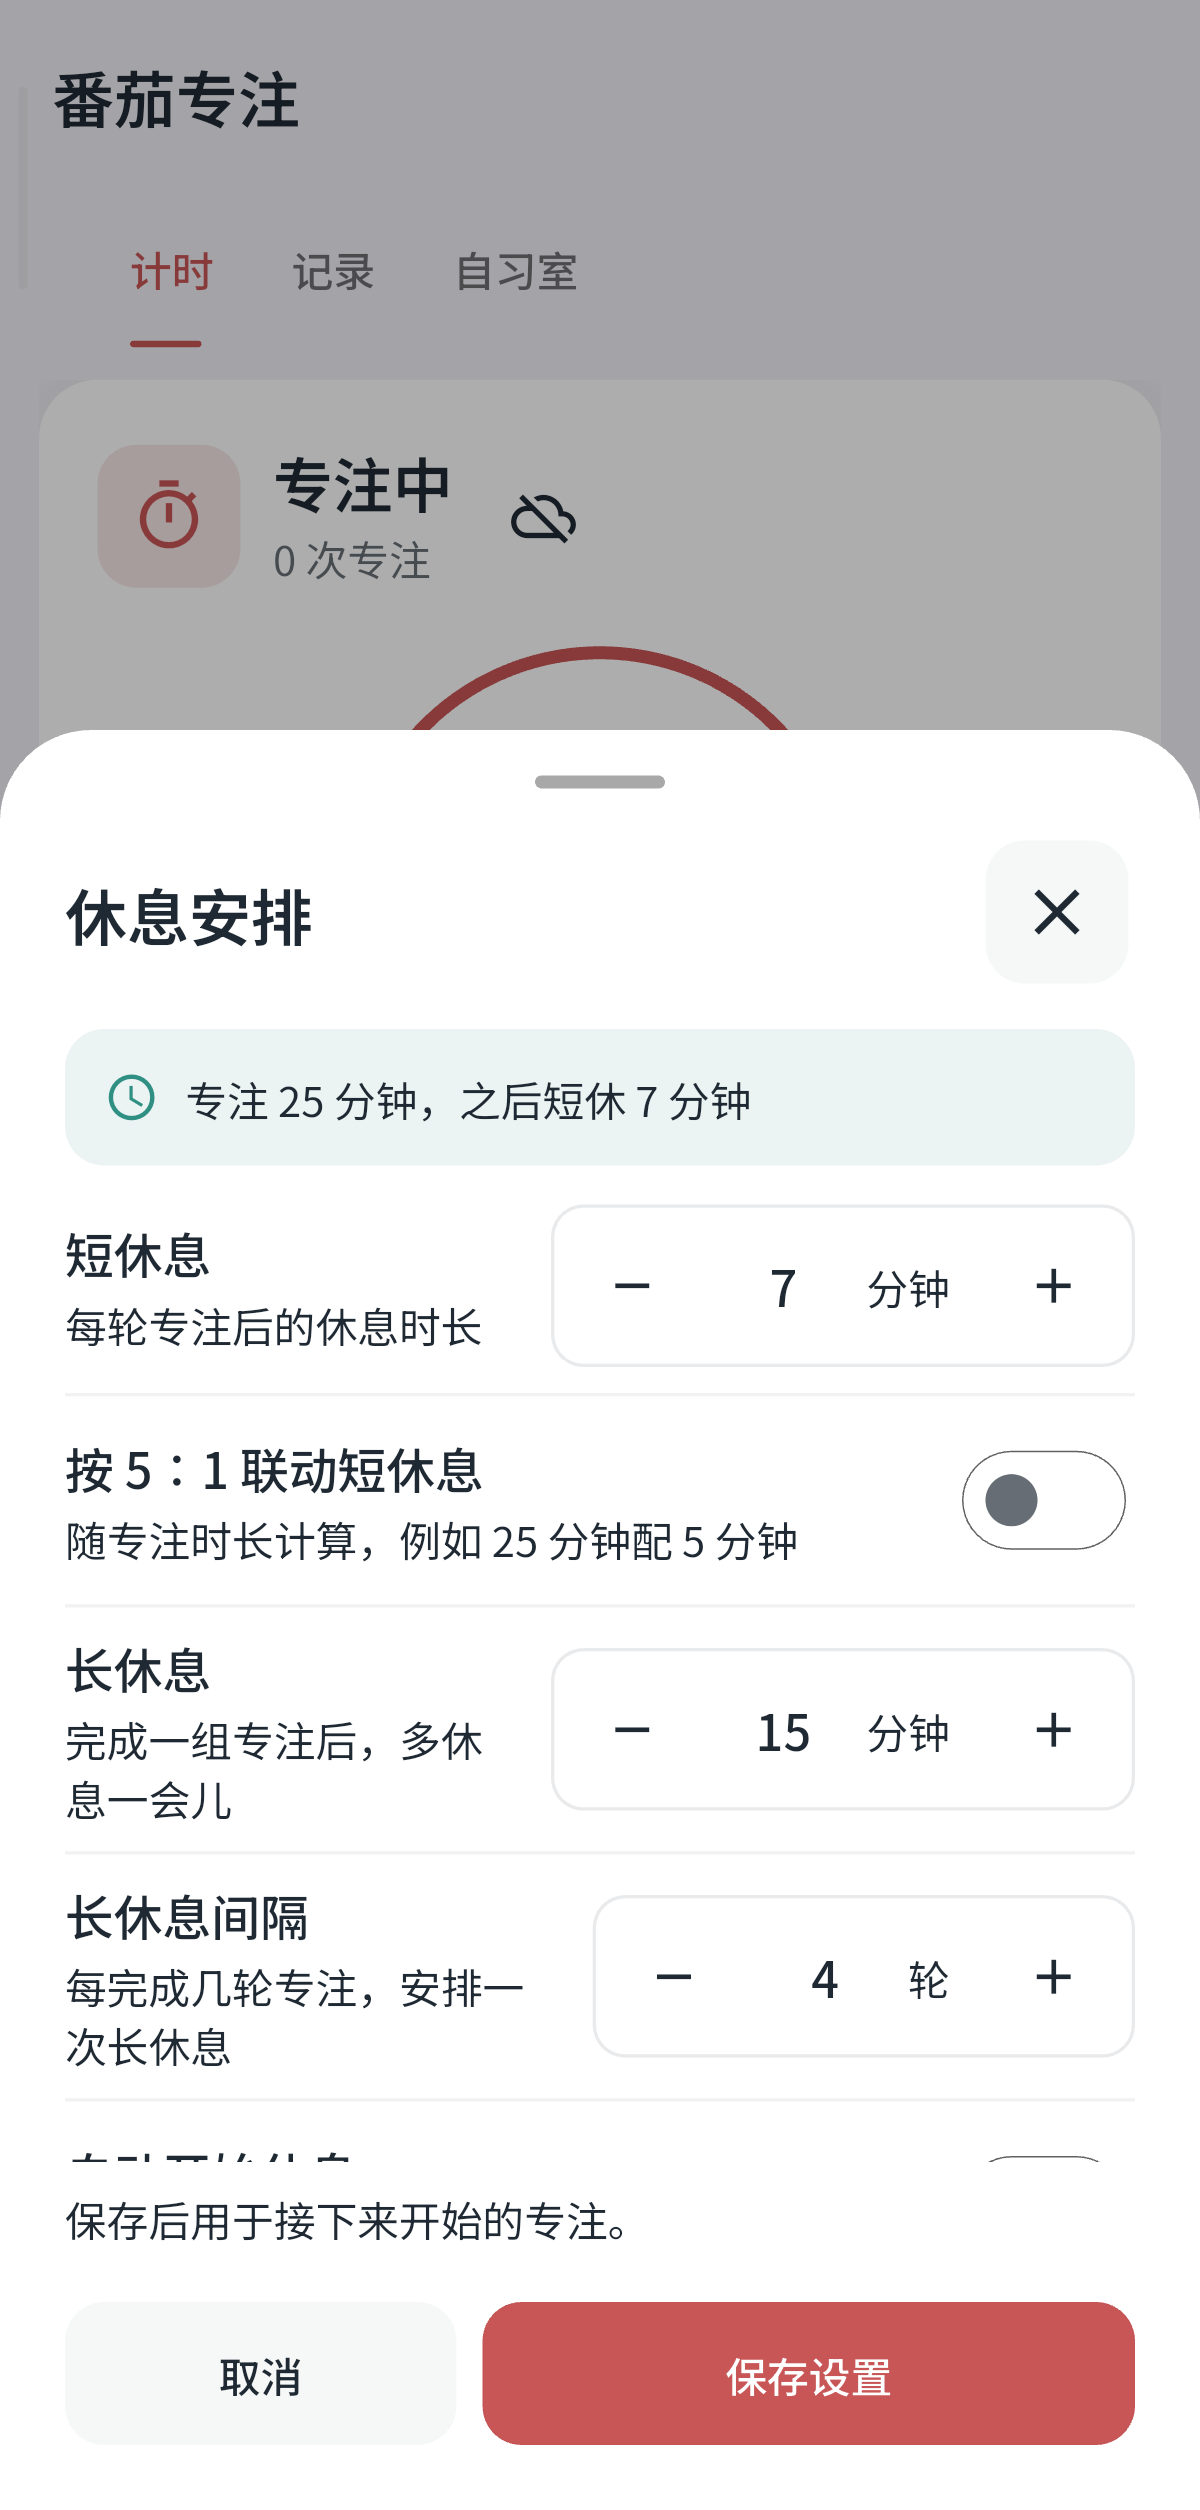 番茄专注
计时
记录
自习室
专注中
0 次专注
休息安排
专注 25 分钟，之后短休 7 分钟
短休息
每轮专注后的休息时长
7 分钟
按 5：1 联动短休息
随专注时长计算，例如 25 分钟配 5 分钟
长休息
完成一组专注后，多休
息一会儿
15 分钟
长休息间隔
每完成几轮专注，安排一
次长休息
4 轮
保存后用于接下来开始的专注。
取消
保存设置